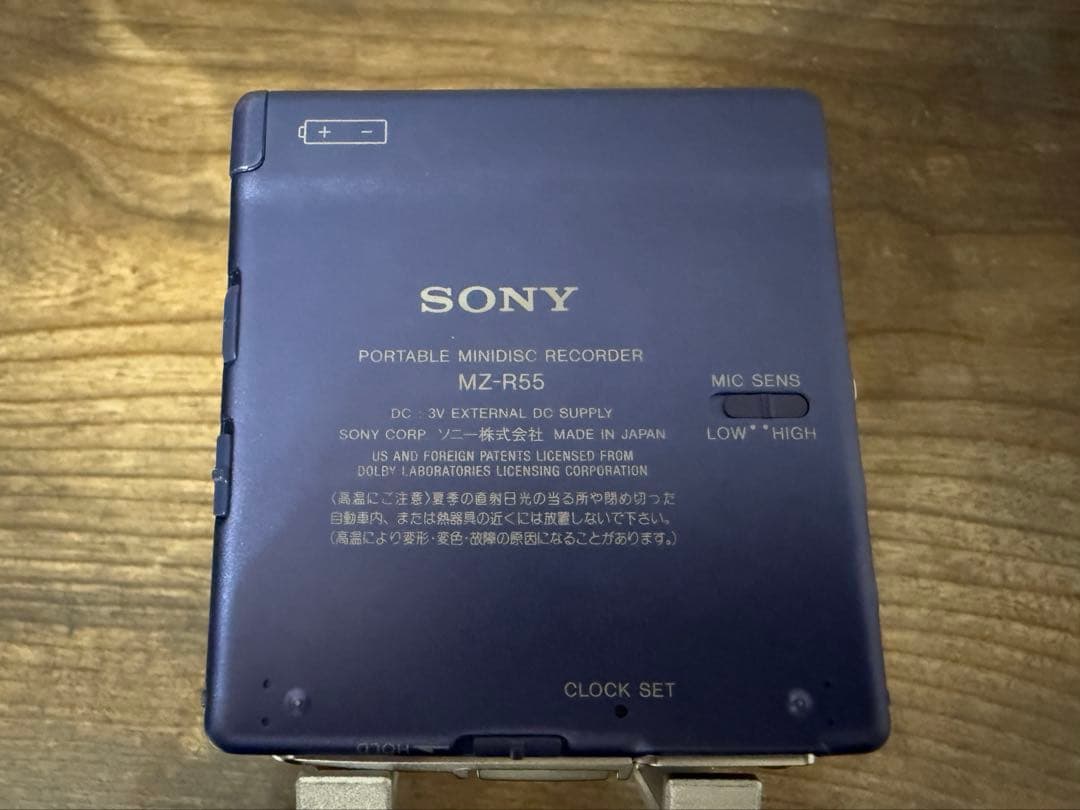 + −
SONY
PORTABLE MINIDISC RECORDER
MZ-R55
DC : 3V EXTERNAL DC SUPPLY
SONY CORP. ソニー株式会社 MADE IN JAPAN
US AND FOREIGN PATENTS LICENSED FROM
DOLBY LABORATORIES LICENSING CORPORATION
〈高温にご注意〉夏季の直射日光の当る所や閉め切った
自動車内、または熱器具の近くには放置しないで下さい。
(高温により変形・変色・故障の原因になることがあります。)
MIC SENS
LOW HIGH
CLOCK SET
HOLD